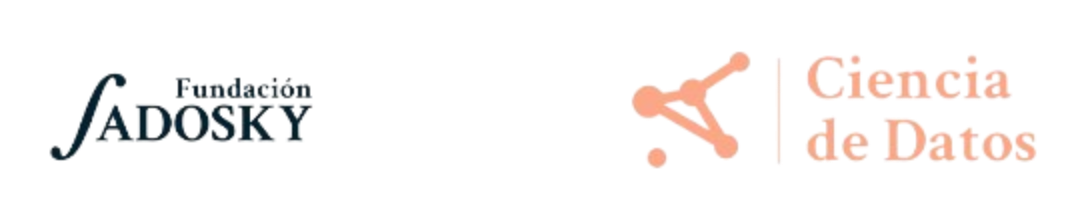 Fundación
SADOSKY
Ciencia
de Datos